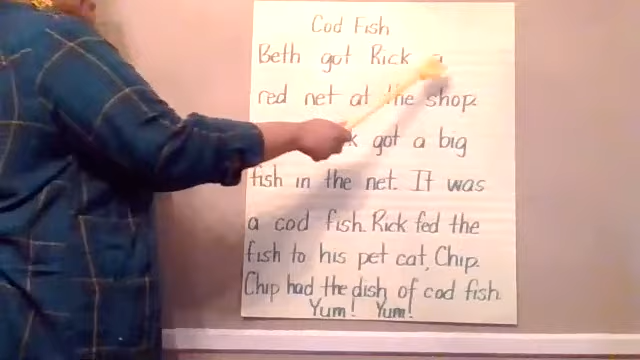 Cod Fish
Beth got Rick a
red net at the shop.
got a big
fish in the net. It was
a cod fish. Rick fed the
fish to his pet cat, Chip.
Chip had the dish of cod fish.
Yum! Yum!